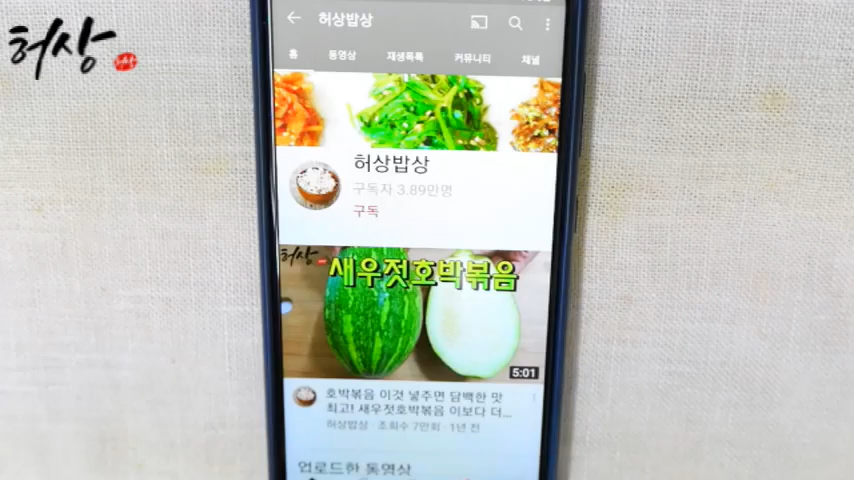 허상
허상밥상
홈 동영상 재생목록 커뮤니티 채널
허상밥상
구독자 3.89만명
구독
허상
새우젓호박볶음
5:01
호박볶음 이것 넣주면 담백한 맛
최고! 새우젓호박볶음 이보다 더...
허상밥상 · 조회수 7만회 · 1년 전
업로드한 동영상